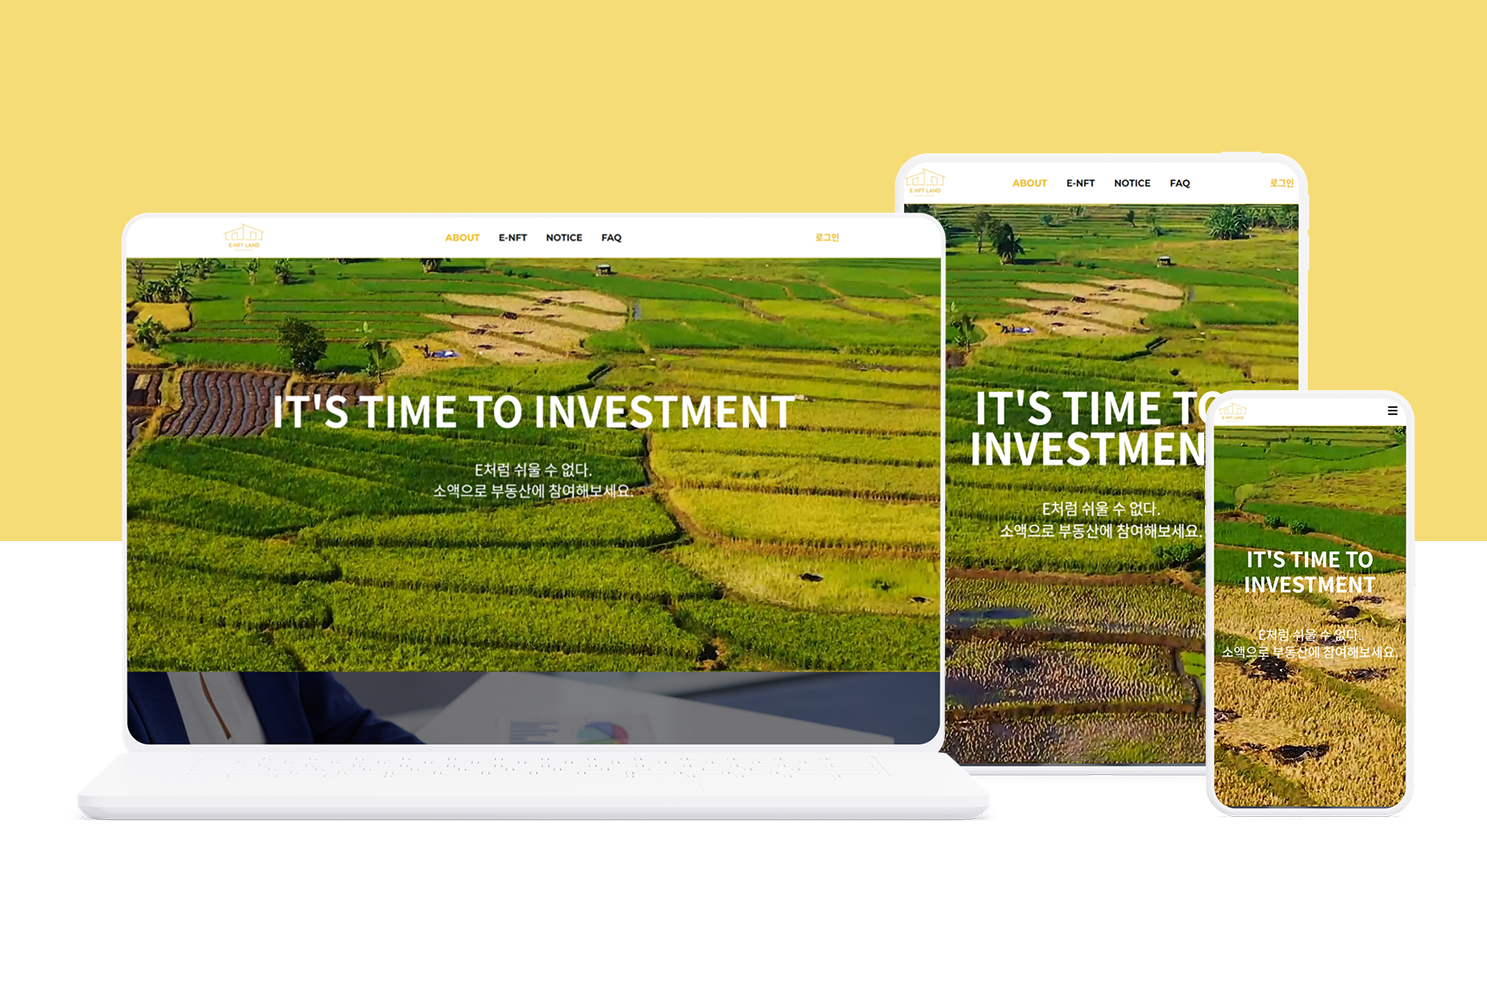 E-NFT LAND
ABOUT E-NFT NOTICE FAQ
로그인
IT'S TIME TO INVESTMENT
E처럼 쉬울 수 없다.
소액으로 부동산에 참여해보세요.
E-NFT LAND
ABOUT E-NFT NOTICE FAQ
로그인
IT'S TIME TO
INVESTMEN
E처럼 쉬울 수 없다.
소액으로 부동산에 참여해보세요.
E-NFT LAND
IT'S TIME TO
INVESTMENT
E처럼 쉬울 수 없다.
소액으로 부동산에 참여해보세요.